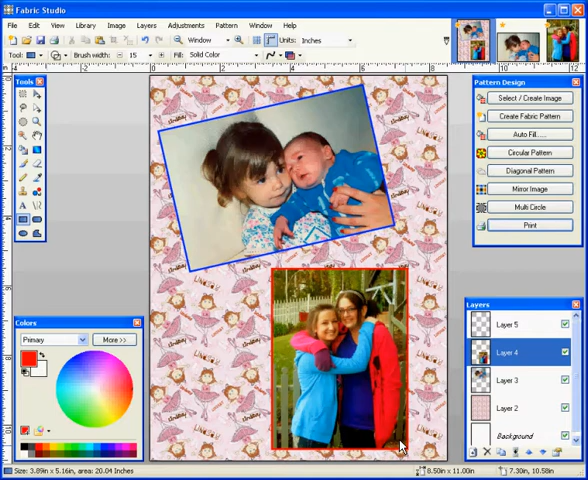 Fabric Studio
File Edit View Library Image Layers Adjustments Pattern Window Help
Window Units: Inches
Tool: Brush width: 15 Fill: Solid Color
Tools
Pattern Design
Select / Create Image
Create Fabric Pattern
Auto Fill.....
Circular Pattern
Diagonal Pattern
Mirror Image
Multi Circle
Print
Colors
Primary More >>
Layers
Layer 5
Layer 4
Layer 3
Layer 2
Background
Size: 3.89in x 5.16in, area: 20.04 Inches 8.50in x 11.00in 7.30in, 10.58in